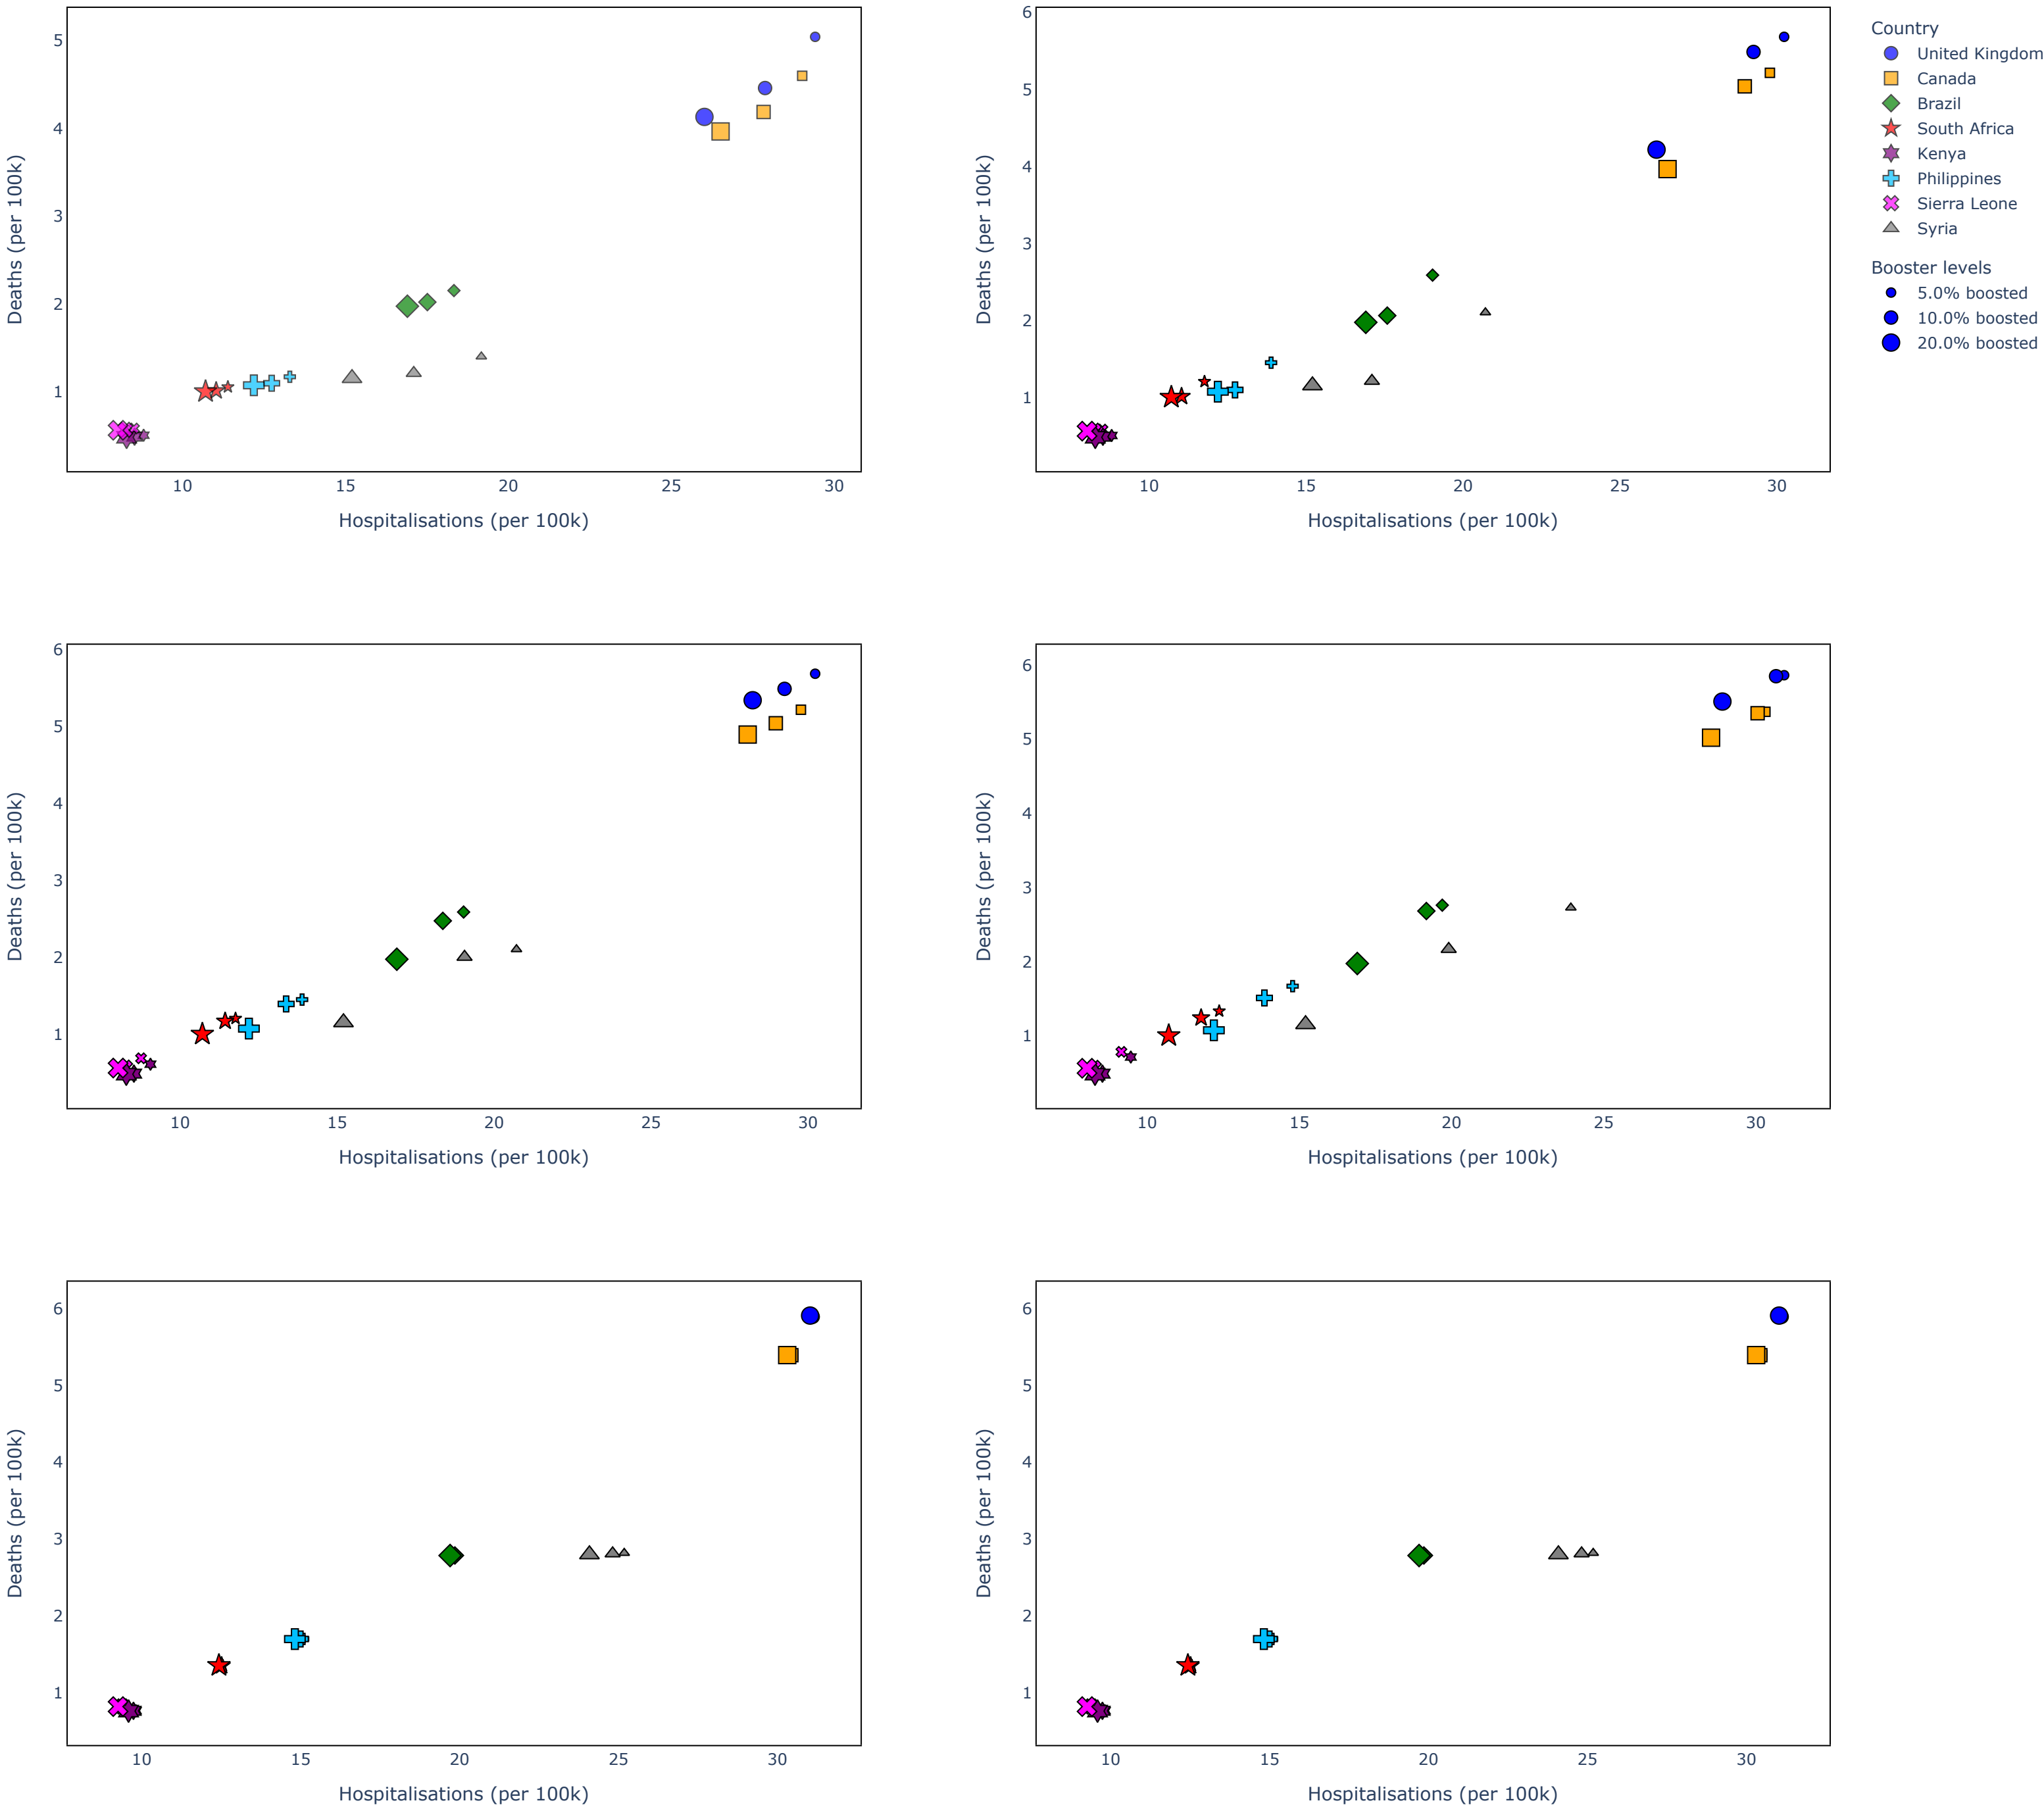 5
4
3
2
1
Deaths (per 100k)
10 15 20 25 30
Hospitalisations (per 100k)
6
5
4
3
2
1
Deaths (per 100k)
10 15 20 25 30
Hospitalisations (per 100k)
Country
United Kingdom
Canada
Brazil
South Africa
Kenya
Philippines
Sierra Leone
Syria
Booster levels
5.0% boosted
10.0% boosted
20.0% boosted
6
5
4
3
2
1
Deaths (per 100k)
10 15 20 25 30
Hospitalisations (per 100k)
6
5
4
3
2
1
Deaths (per 100k)
10 15 20 25 30
Hospitalisations (per 100k)
6
5
4
3
2
1
Deaths (per 100k)
10 15 20 25 30
Hospitalisations (per 100k)
6
5
4
3
2
1
Deaths (per 100k)
10 15 20 25 30
Hospitalisations (per 100k)